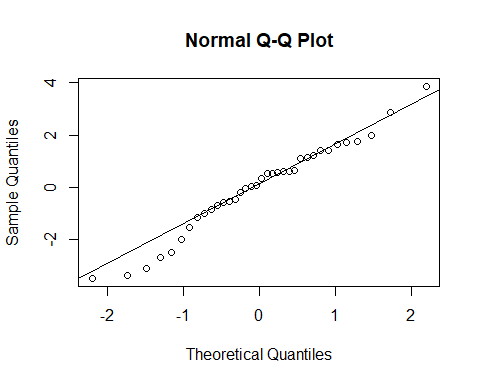 Normal Q-Q Plot
4
2
0
-2
Sample Quantiles
-2 -1 0 1 2
Theoretical Quantiles